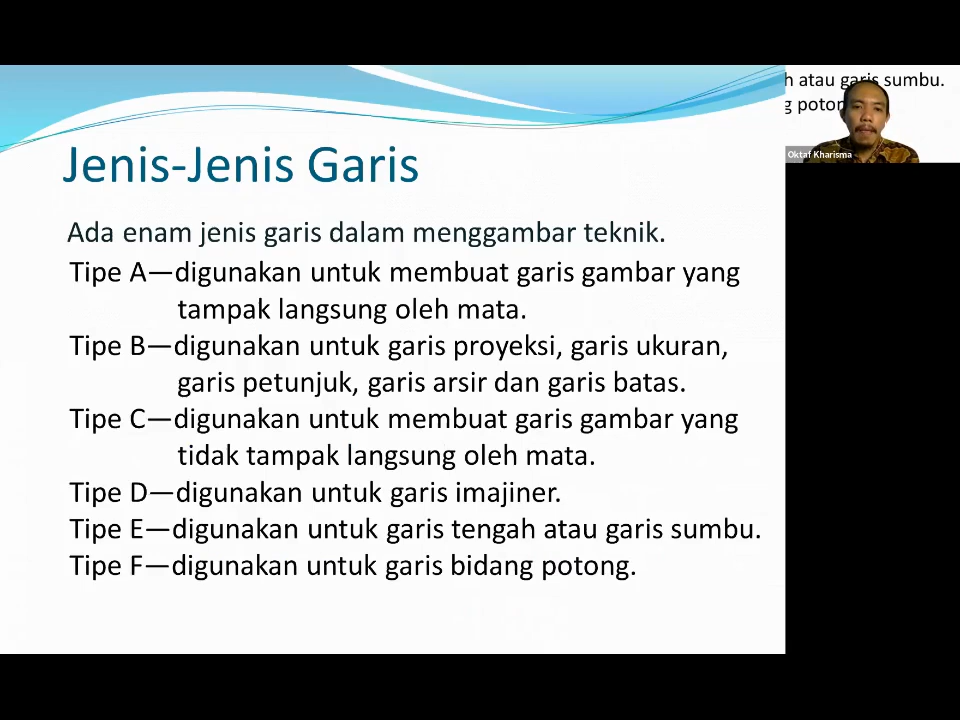 Jenis-Jenis Garis
Ada enam jenis garis dalam menggambar teknik.
Tipe A—digunakan untuk membuat garis gambar yang
tampak langsung oleh mata.
Tipe B—digunakan untuk garis proyeksi, garis ukuran,
garis petunjuk, garis arsir dan garis batas.
Tipe C—digunakan untuk membuat garis gambar yang
tidak tampak langsung oleh mata.
Tipe D—digunakan untuk garis imajiner.
Tipe E—digunakan untuk garis tengah atau garis sumbu.
Tipe F—digunakan untuk garis bidang potong.
h atau garis sumbu.
g poton
Oktaf Kharisma